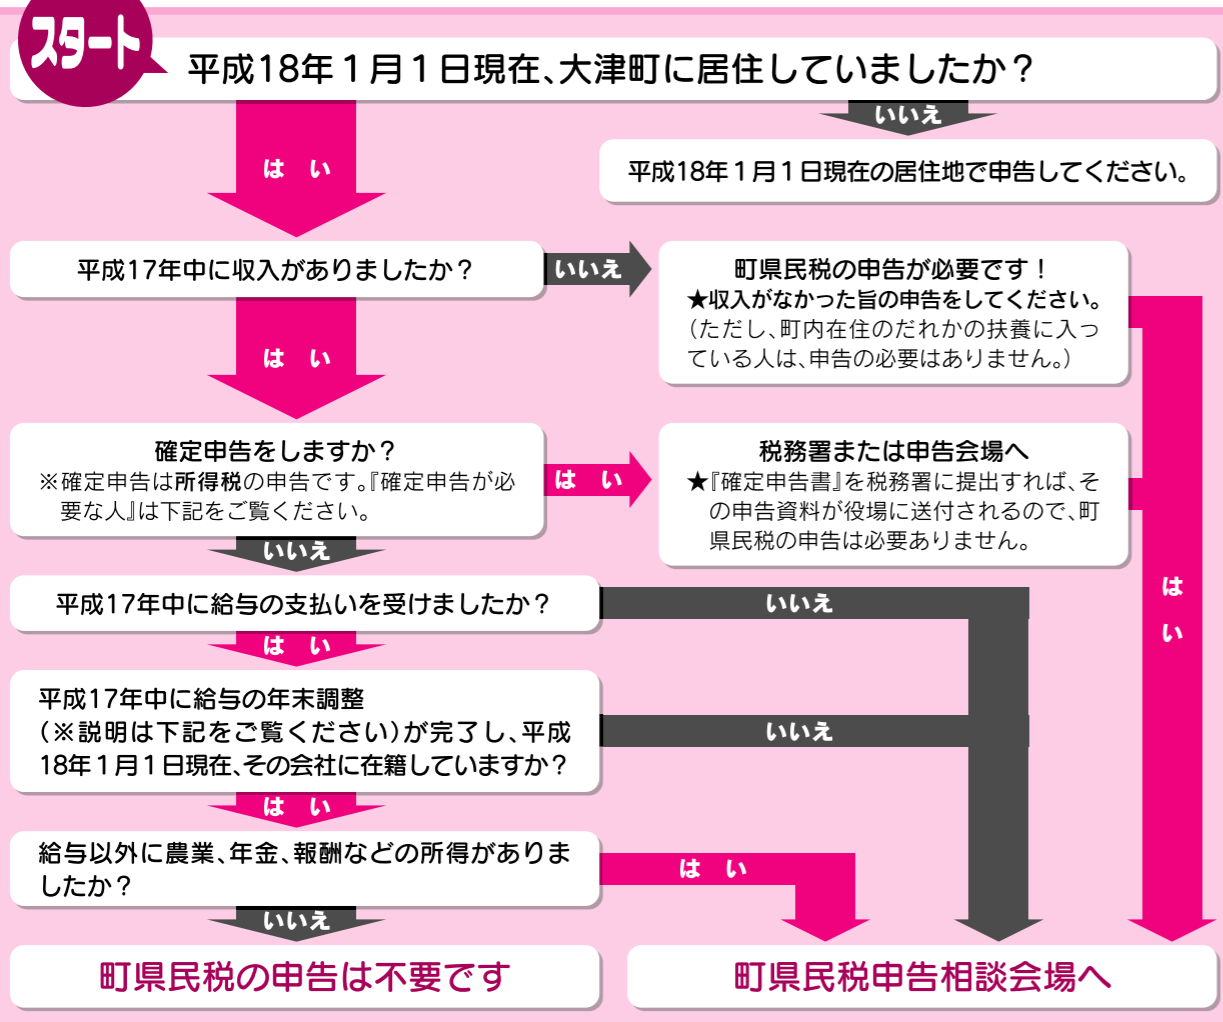 スタート
平成18年1月1日現在、大津町に居住していましたか?
いいえ
はい
平成18年1月1日現在の居住地で申告してください。
平成17年中に収入がありましたか?
いいえ
町県民税の申告が必要です!
★収入がなかった旨の申告をしてください。
(ただし、町内在住のだれかの扶養に入っ
ている人は、申告の必要はありません。)
はい
確定申告をしますか?
※確定申告は所得税の申告です。『確定申告が必
要な人』は下記をご覧ください。
はい
税務署または申告会場へ
★『確定申告書』を税務署に提出すれば、そ
の申告資料が役場に送付されるので、町
県民税の申告は必要ありません。
いいえ
はい
平成17年中に給与の支払いを受けましたか?
いいえ
はい
平成17年中に給与の年末調整
(※説明は下記をご覧ください)が完了し、平成
18年1月1日現在、その会社に在籍していますか?
いいえ
はい
給与以外に農業、年金、報酬などの所得がありま
したか?
はい
いいえ
町県民税の申告は不要です
町県民税申告相談会場へ